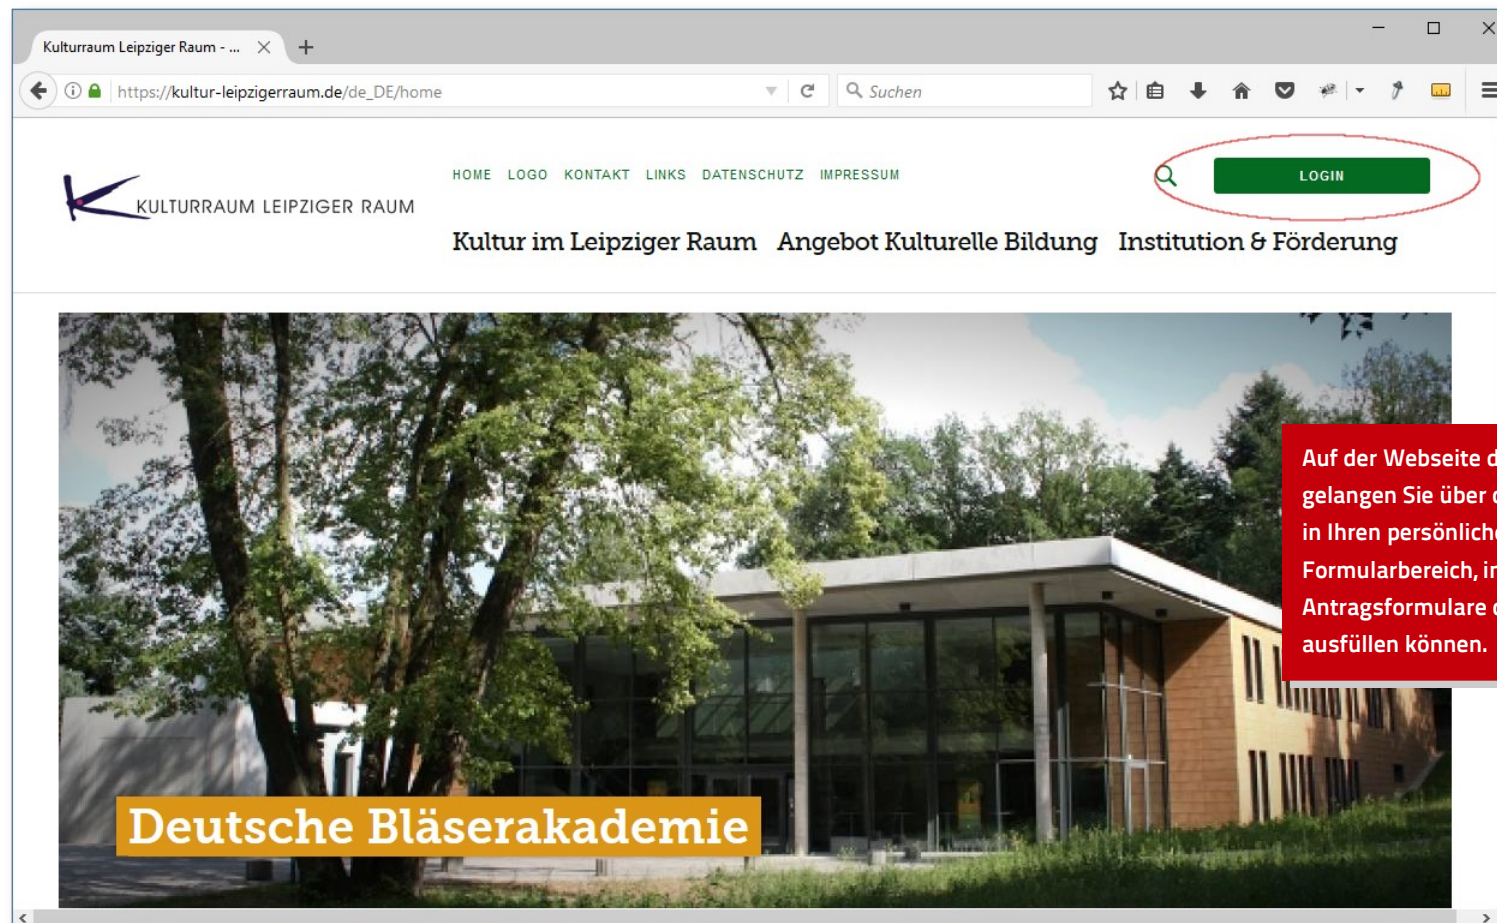 Kulturraum Leipziger Raum - ...
https://kultur-leipzigerraum.de/de_DE/home
Suchen
HOME LOGO KONTAKT LINKS DATENSCHUTZ IMPRESSUM
LOGIN
KULTURRAUM LEIPZIGER RAUM
Kultur im Leipziger Raum Angebot Kulturelle Bildung Institution & Förderung
Auf der Webseite
gelangen Sie über
in Ihren
Formularbereich,
Antragsformulare
ausfüllen können.
Deutsche Bläserakademie